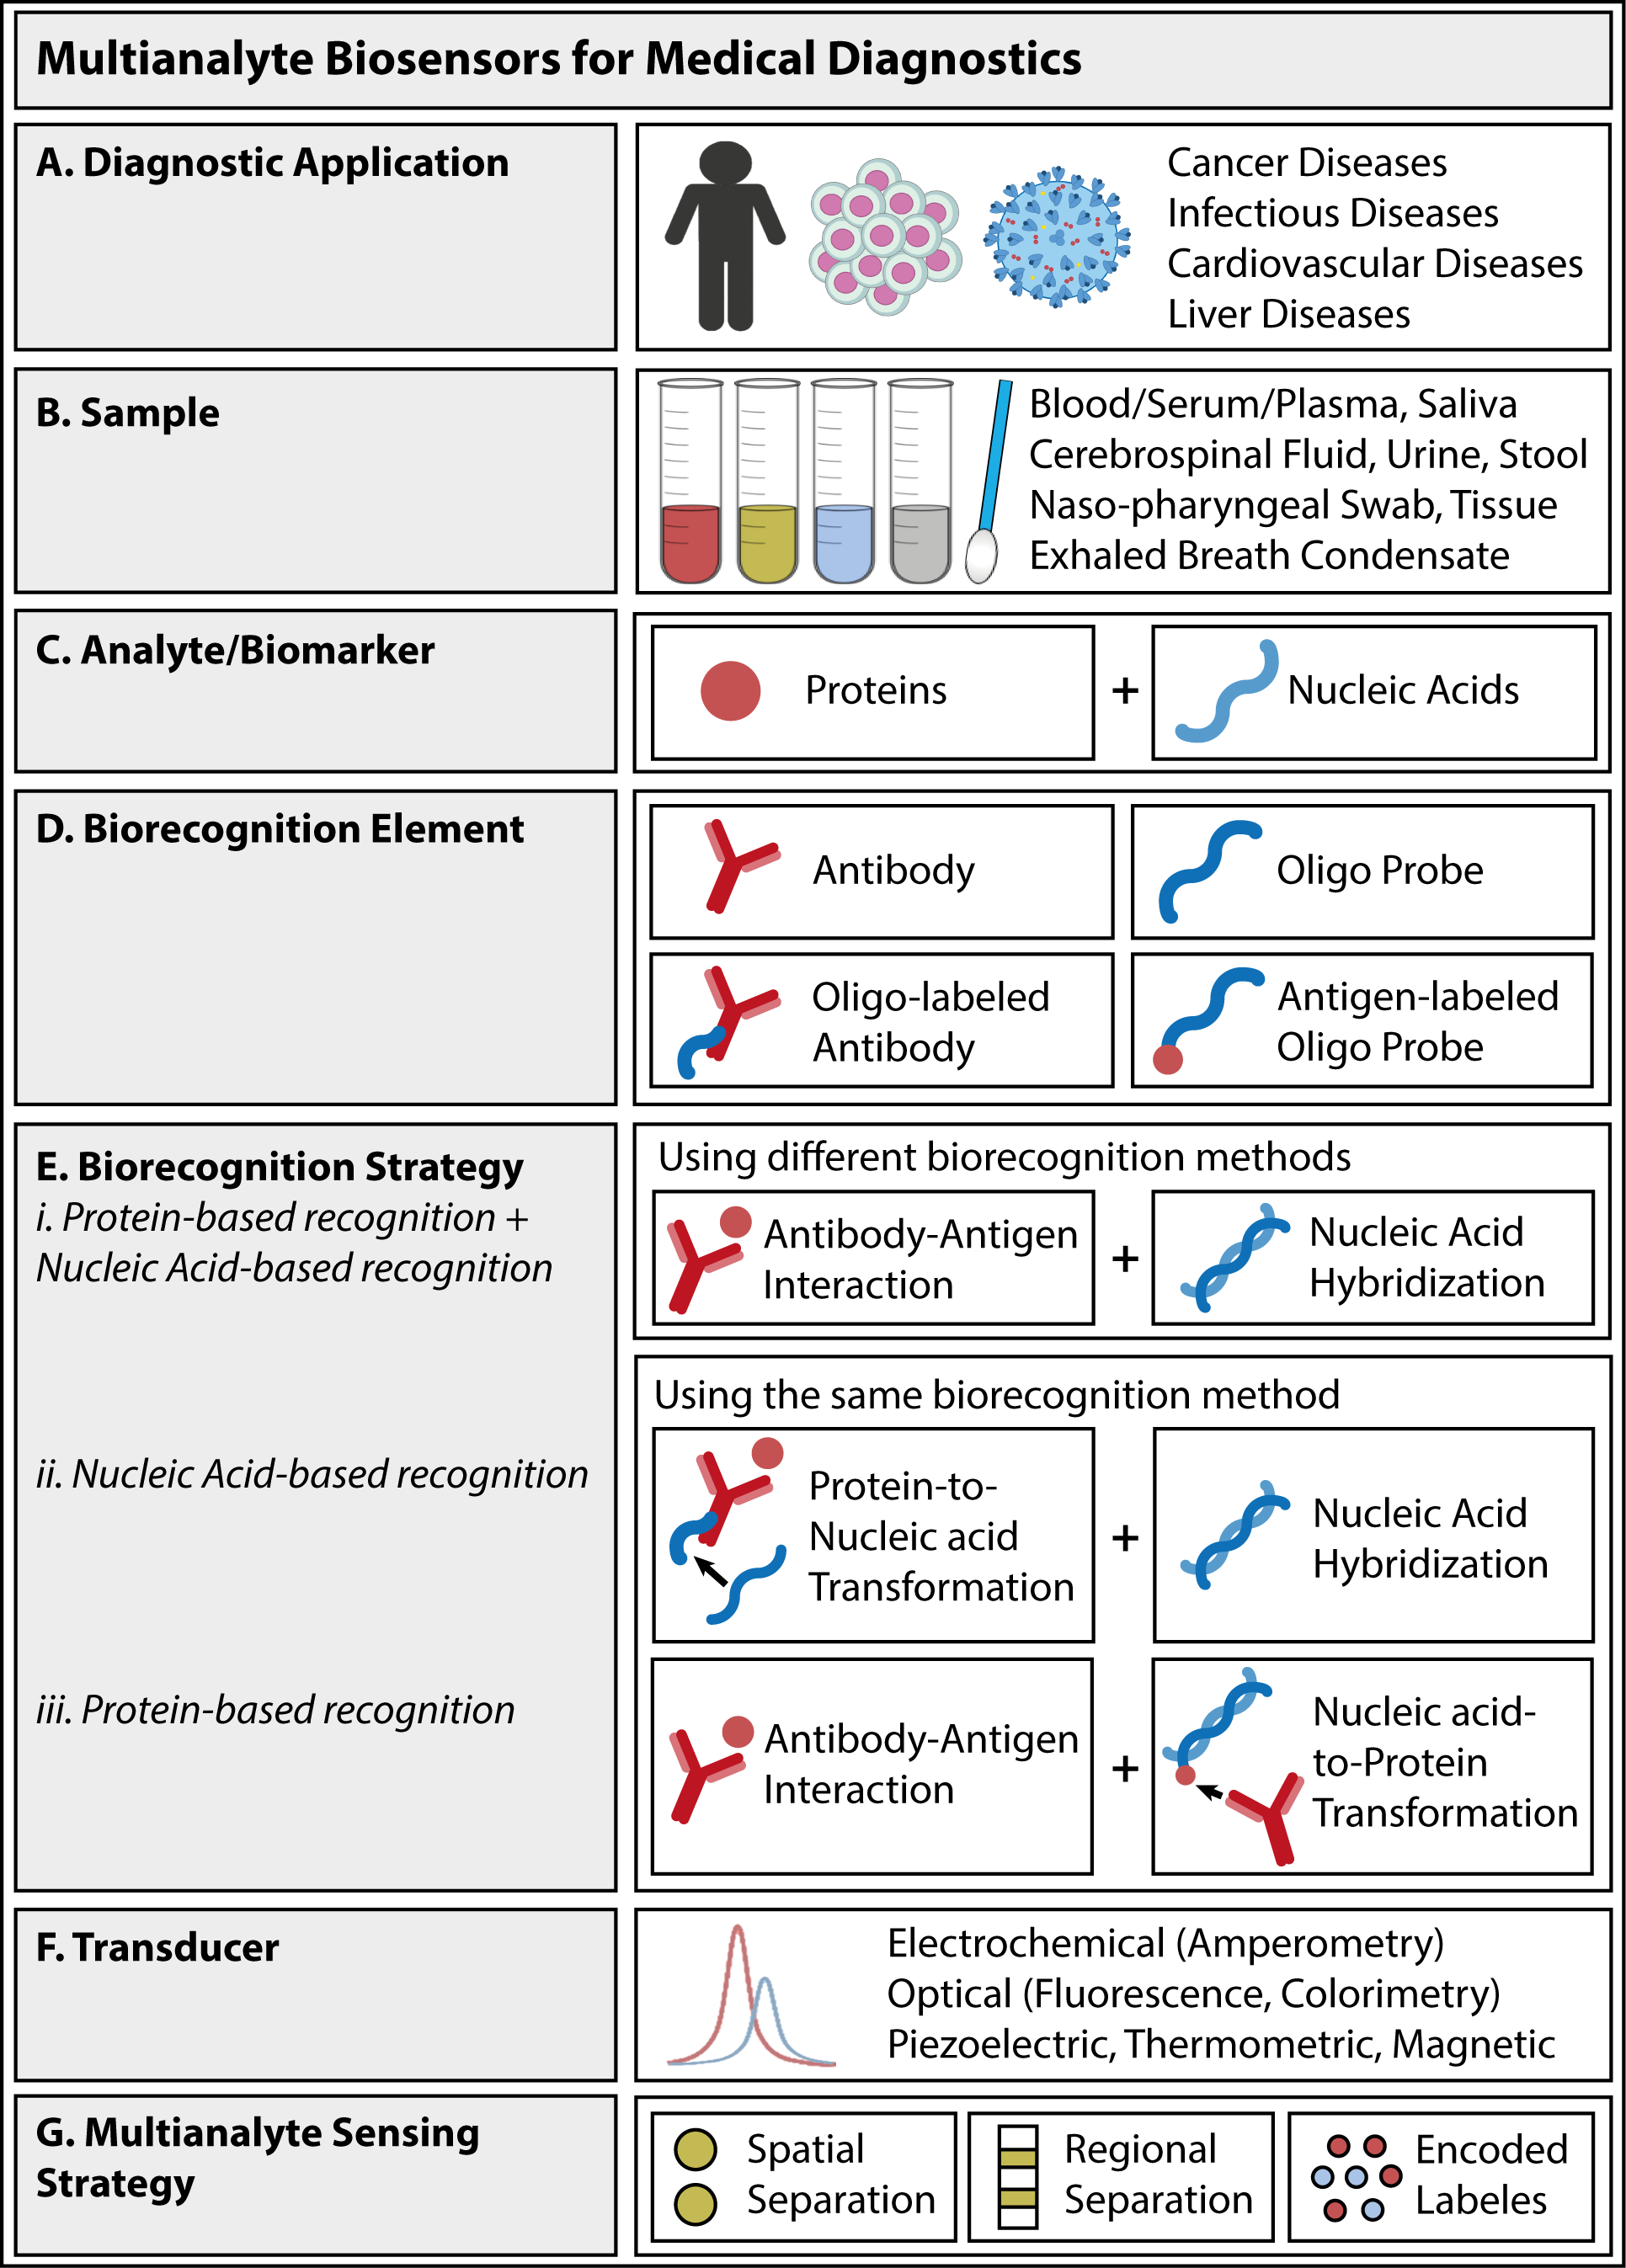 Multianalyte Biosensors for Medical Diagnostics
A. Diagnostic Application
Cancer Diseases
Infectious Diseases
Cardiovascular Diseases
Liver Diseases
B. Sample
Blood/Serum/Plasma, Saliva
Cerebrospinal Fluid, Urine, Stool
Naso-pharyngeal Swab, Tissue
Exhaled Breath Condensate
C. Analyte/Biomarker
Proteins
+
Nucleic Acids
D. Biorecognition Element
Antibody
Oligo Probe
Oligo-labeled
Antibody
Antigen-labeled
Oligo Probe
E. Biorecognition Strategy
i. Protein-based recognition +
Nucleic Acid-based recognition
Using different biorecognition methods
Antibody-Antigen
Interaction
+
Nucleic Acid
Hybridization
Using the same biorecognition method
ii. Nucleic Acid-based recognition
Protein-to-
Nucleic acid
Transformation
+
Nucleic Acid
Hybridization
iii. Protein-based recognition
Antibody-Antigen
Interaction
+
Nucleic acid-
to-Protein
Transformation
F. Transducer
Electrochemical (Amperometry)
Optical (Fluorescence, Colorimetry)
Piezoelectric, Thermometric, Magnetic
G. Multianalyte Sensing
Strategy
Spatial
Separation
Regional
Separation
Encoded
Labeles